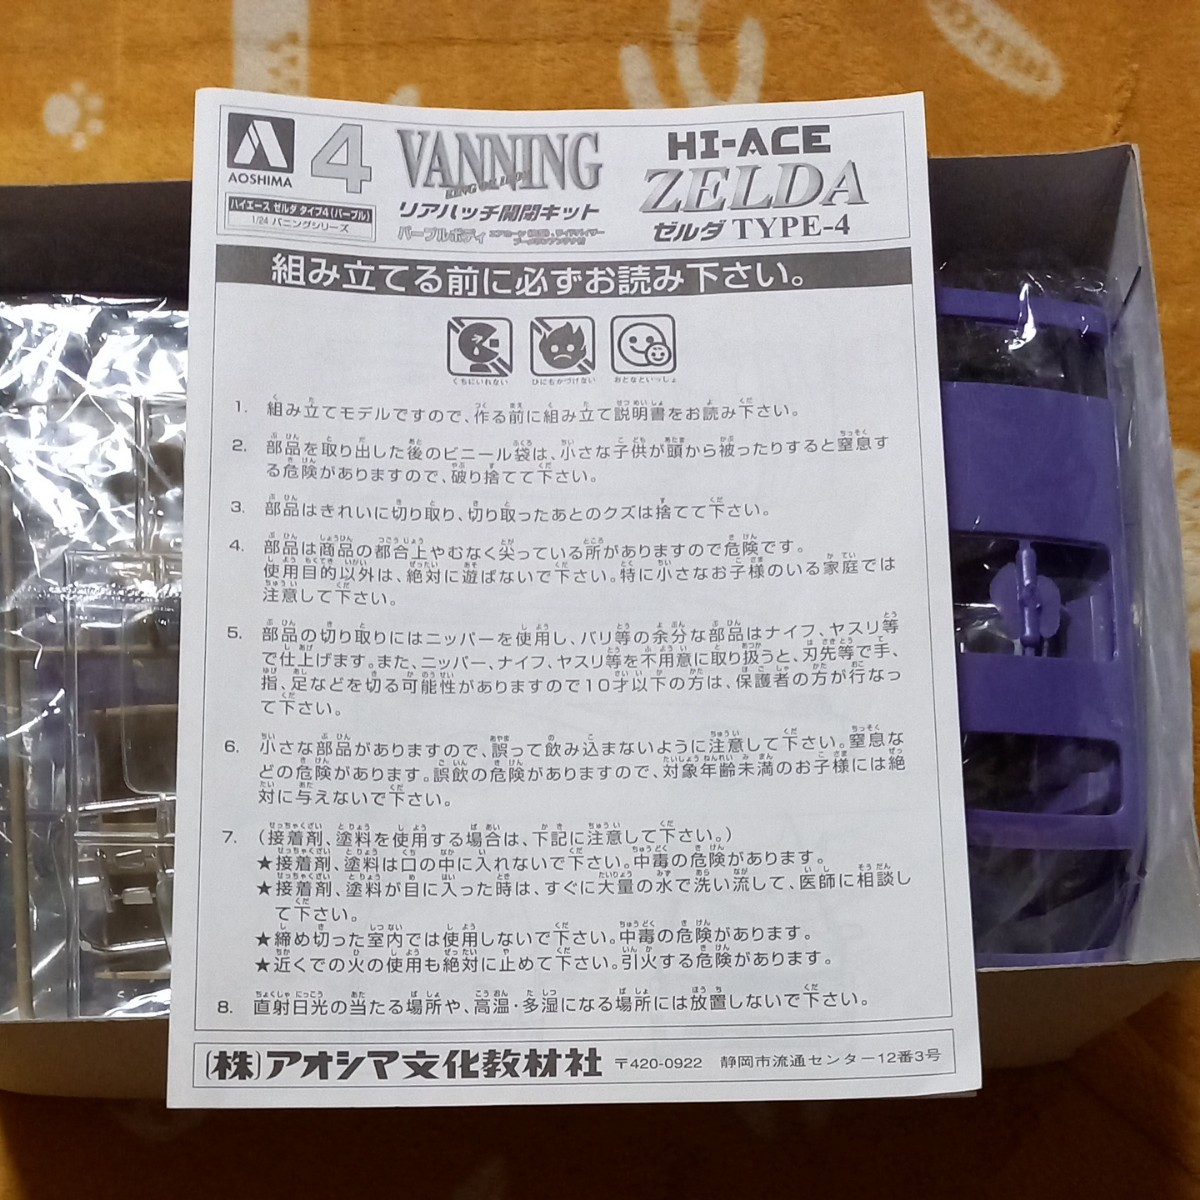 AOSHIMA
4
VANNING
HI-ACE
ZELDA
ゼルダ TYPE-4
ハイエース ゼルダ タイプ4(パープル)
1/24 バニングシリーズ
リアハッチ開閉キット
パープルボディ
組み立てる前に必ずお読み下さい。
くちにいれない ひにちかづけない おとなといっしょ
1. 組み立てモデルですので、作る前に組み立て説明書をお読み下さい。
2. 部品を取り出した後のビニール袋は、小さな子供が頭から被ったりすると窒息す
る危険がありますので、破り捨てて下さい。
3. 部品はきれいに切り取り、切り取ったあとのクズは捨てて下さい。
4. 部品は商品の都合上やむなく尖っている所がありますので危険です。
使用目的以外は、絶対に遊ばないで下さい。特に小さなお子様のいる家庭では
注意して下さい。
5. 部品の切り取りにはニッパーを使用し、バリ等の余分な部品はナイフ、ヤスリ等
で仕上げます。また、ニッパー、ナイフ、ヤスリ等を不用意に取り扱うと、刃先等で手、
指、足などを切る可能性がありますので10才以下の方は、保護者の方が行なっ
て下さい。
6. 小さな部品がありますので、誤って飲み込まないように注意して下さい。窒息な
どの危険があります。誤飲の危険がありますので、対象年齢未満のお子様には絶
対に与えないで下さい。
7. (接着剤、塗料を使用する場合は、下記に注意して下さい。)
★接着剤、塗料は口の中に入れないで下さい。中毒の危険があります。
★接着剤、塗料が目に入った時は、すぐに大量の水で洗い流して、医師に相談し
て下さい。
★締め切った室内では使用しないで下さい。中毒の危険があります。
★近くでの火の使用も絶対に止めて下さい。引火する危険があります。
8. 直射日光の当たる場所や、高温・多湿になる場所には放置しないで下さい。
(株)アオシマ文化教材社 〒420-0922 静岡市流通センター12番3号